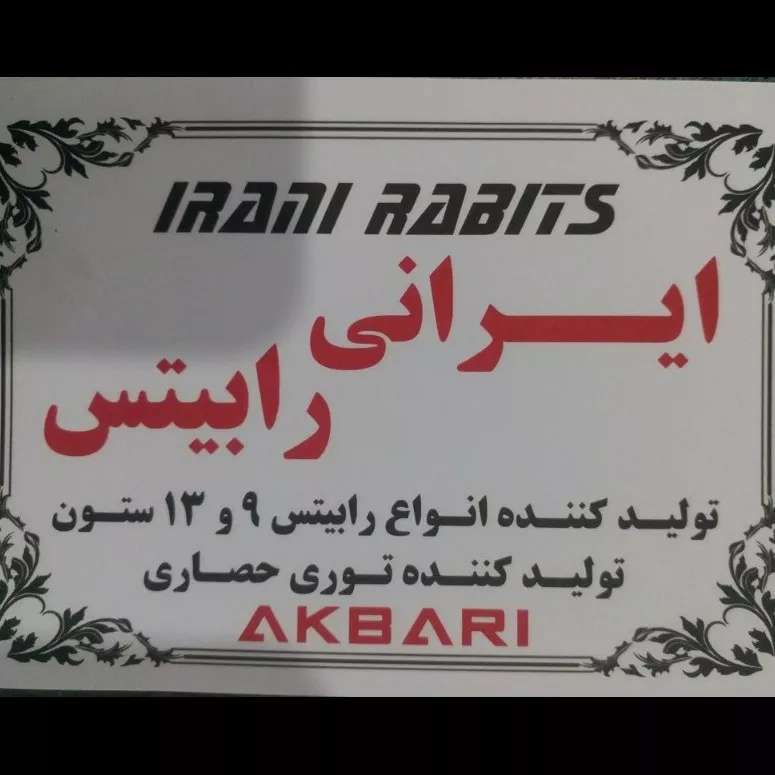 IRANI RABITS
ایرانی
رابیتس
تولید کننده انواع رابیتس ۹ و ۱۳ ستون
تولید کننده توری حصاری
AKBARI